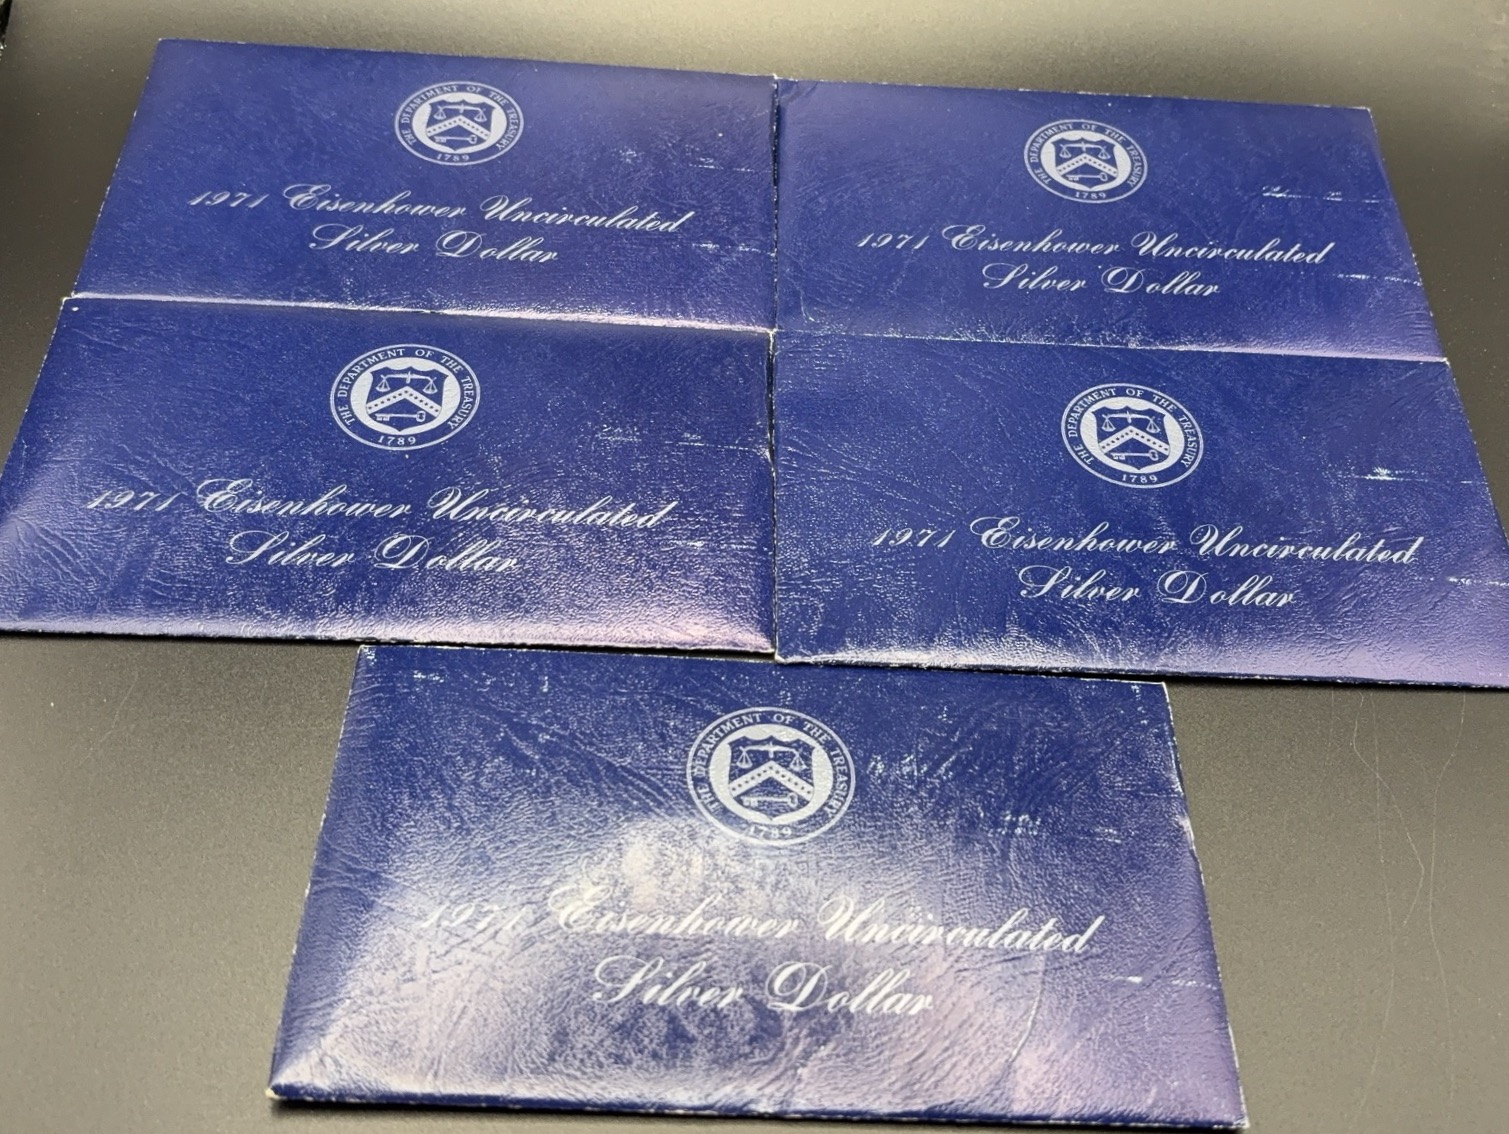 THE DEPARTMENT OF THE TREASURY
1789
1971 Eisenhower Uncirculated
Silver Dollar
THE DEPARTMENT OF THE TREASURY
1789
1971 Eisenhower Uncirculated
Silver Dollar
THE DEPARTMENT OF THE TREASURY
1789
1971 Eisenhower Uncirculated
Silver Dollar
THE DEPARTMENT OF THE TREASURY
1789
1971 Eisenhower Uncirculated
Silver Dollar
THE DEPARTMENT OF THE TREASURY
1789
1971 Eisenhower Uncirculated
Silver Dollar